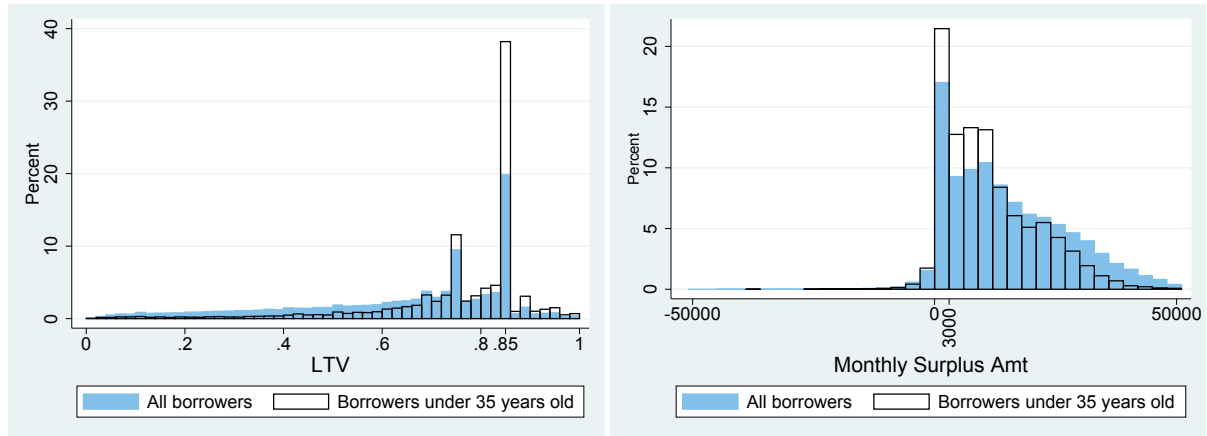 40
30
20
10
0
Percent
0 .2 .4 .6 .8 .85 1
LTV
All borrowers Borrowers under 35 years old
20
15
10
5
0
Percent
-50000 0 3000 50000
Monthly Surplus Amt
All borrowers Borrowers under 35 years old